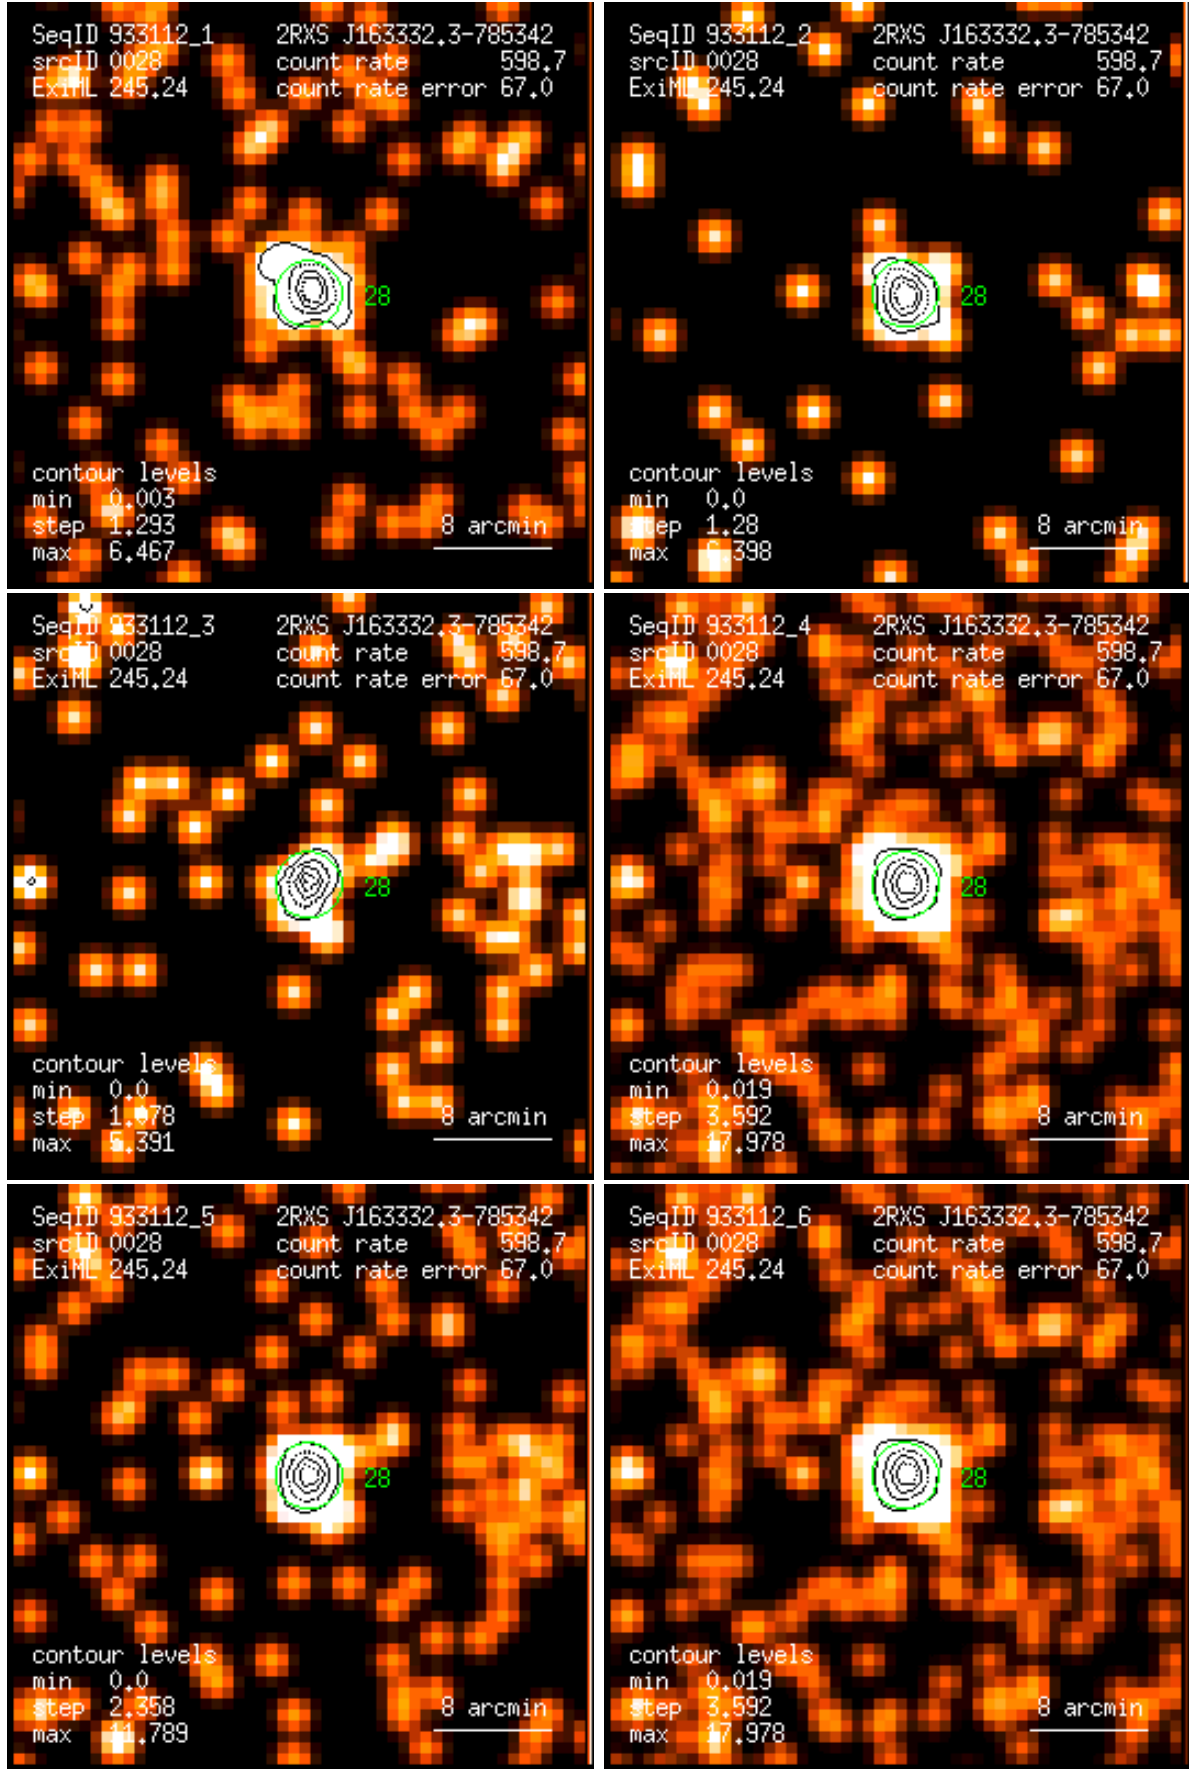 SeqID 933112_1 2RXS J163332.3-785342
srcID 0028 count rate 598.7
ExiML 245.24 count rate error 67.0
28
contour levels
min 0.003
step 1.293 8 arcmin
max 6.467
SeqID 933112_2 2RXS J163332.3-785342
srcID 0028 count rate 598.7
ExiML 245.24 count rate error 67.0
28
contour levels
min 0.0
step 1.28 8 arcmin
max 6.398
SeqID 933112_3 2RXS J163332.3-785342
srcID 0028 count rate 598.7
ExiML 245.24 count rate error 67.0
28
contour levels
min 0.0
step 1.078 8 arcmin
max 5.391
SeqID 933112_4 2RXS J163332.3-785342
srcID 0028 count rate 598.7
ExiML 245.24 count rate error 67.0
28
contour levels
min 0.019
step 3.592 8 arcmin
max 17.978
SeqID 933112_5 2RXS J163332.3-785342
srcID 0028 count rate 598.7
ExiML 245.24 count rate error 67.0
28
contour levels
min 0.0
step 2.358 8 arcmin
max 11.789
SeqID 933112_6 2RXS J163332.3-785342
srcID 0028 count rate 598.7
ExiML 245.24 count rate error 67.0
28
contour levels
min 0.019
step 3.592 8 arcmin
max 17.978